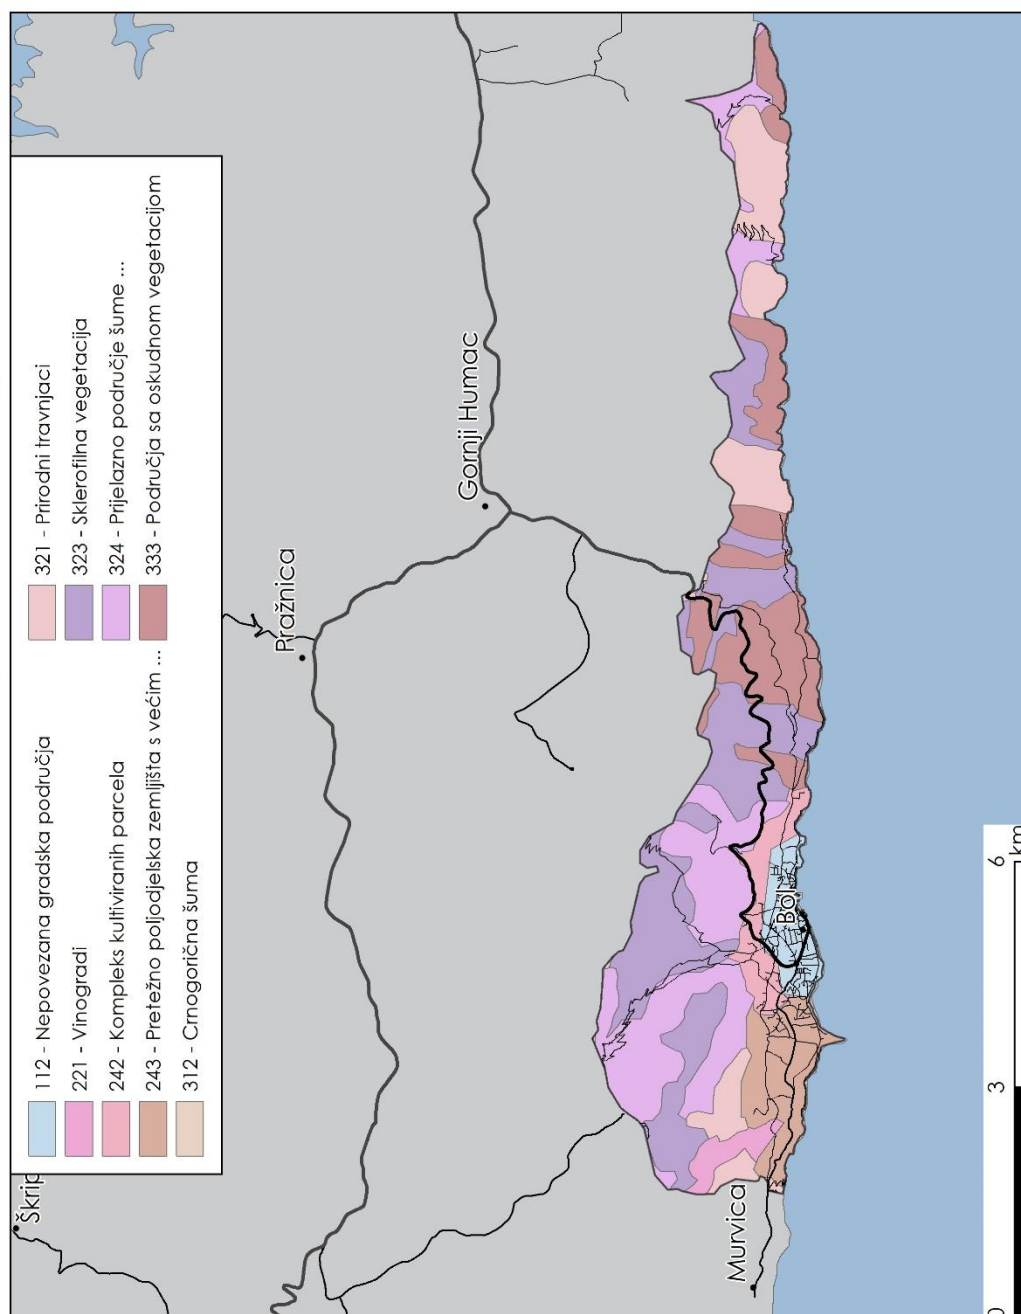 Škrip
Pražnica
Gornji Humac
Murvica
Bol
112 - Nepovezana gradska područja
221 - Vinogradi
242 - Kompleks kultiviranih parcela
243 - Pretežno poljodjelska zemljišta s većim ...
312 - Crnogorična šuma
321 - Prirodni travnjaci
323 - Sklerofilna vegetacija
324 - Prijelazno područje šume ...
333 - Područja sa oskudnom vegetacijom
0 3 6
km